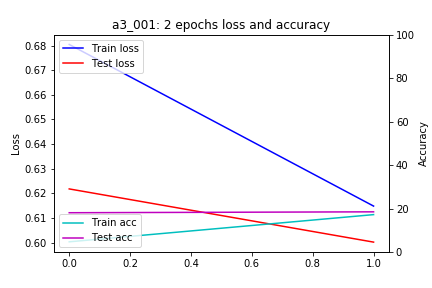 a3_001: 2 epochs loss and accuracy
Loss
0.68
0.67
0.66
0.65
0.64
0.63
0.62
0.61
0.60
Train loss
Test loss
Train acc
Test acc
100
80
60
40
20
0
Accuracy
0.0 0.2 0.4 0.6 0.8 1.0